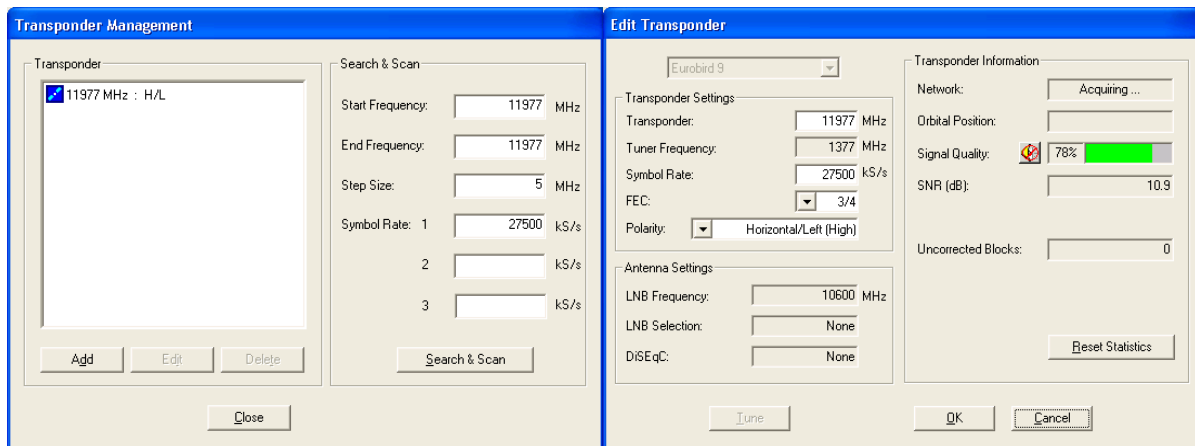 Transponder Management
Transponder
11977 MHz : H/L
Add Edit Delete
Search & Scan
Start Frequency: 11977 MHz
End Frequency: 11977 MHz
Step Size: 5 MHz
Symbol Rate: 1 27500 kS/s
2 kS/s
3 kS/s
Search & Scan
Close
Edit Transponder
Eurobird 9
Transponder Settings
Transponder: 11977 MHz
Tuner Frequency: 1377 MHz
Symbol Rate: 27500 kS/s
FEC: 3/4
Polarity: Horizontal/Left (High)
Antenna Settings
LNB Frequency: 10600 MHz
LNB Selection: None
DiSEqC: None
Transponder Information
Network: Acquiring ...
Orbital Position:
Signal Quality: 78%
SNR (dB): 10.9
Uncorrected Blocks: 0
Reset Statistics
Tune OK Cancel